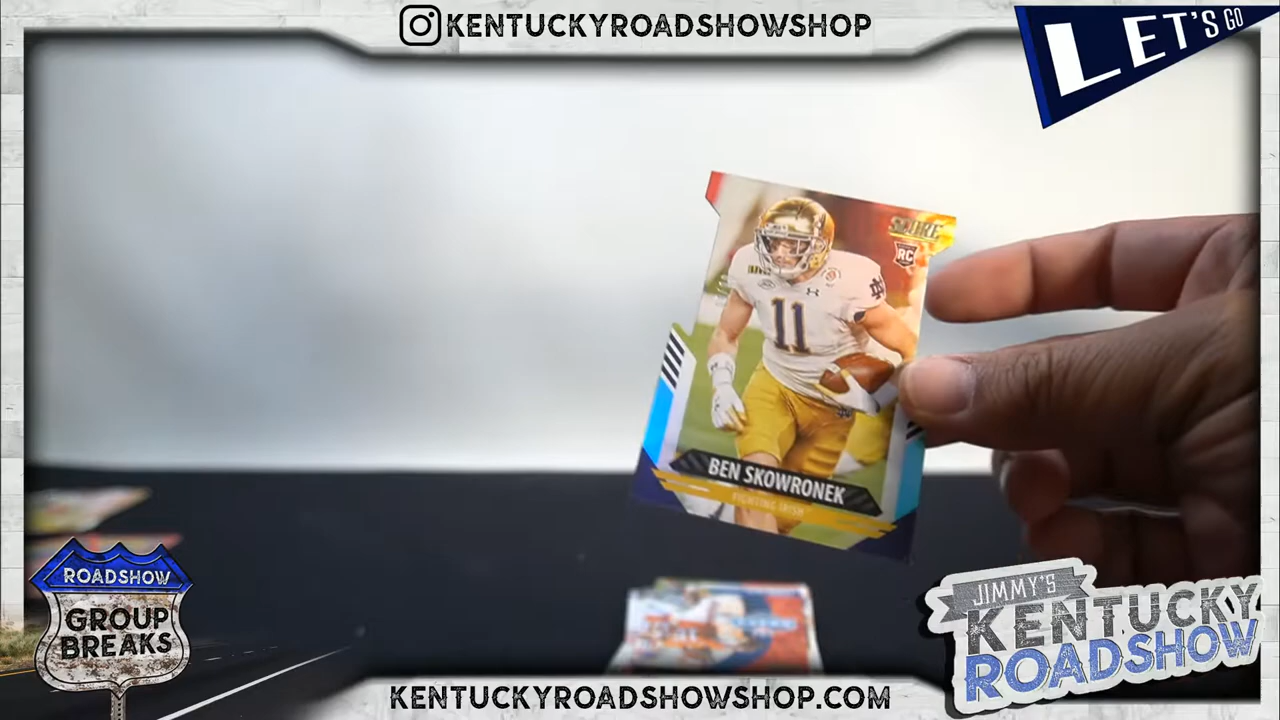 KENTUCKYROADSHOWSHOP
LET'S GO
SCORE
RC
11
BEN SKOWRONEK
FIGHTING IRISH
ROADSHOW
GROUP
BREAKS
JIMMY'S
KENTUCKY
ROADSHOW
KENTUCKYROADSHOWSHOP.COM